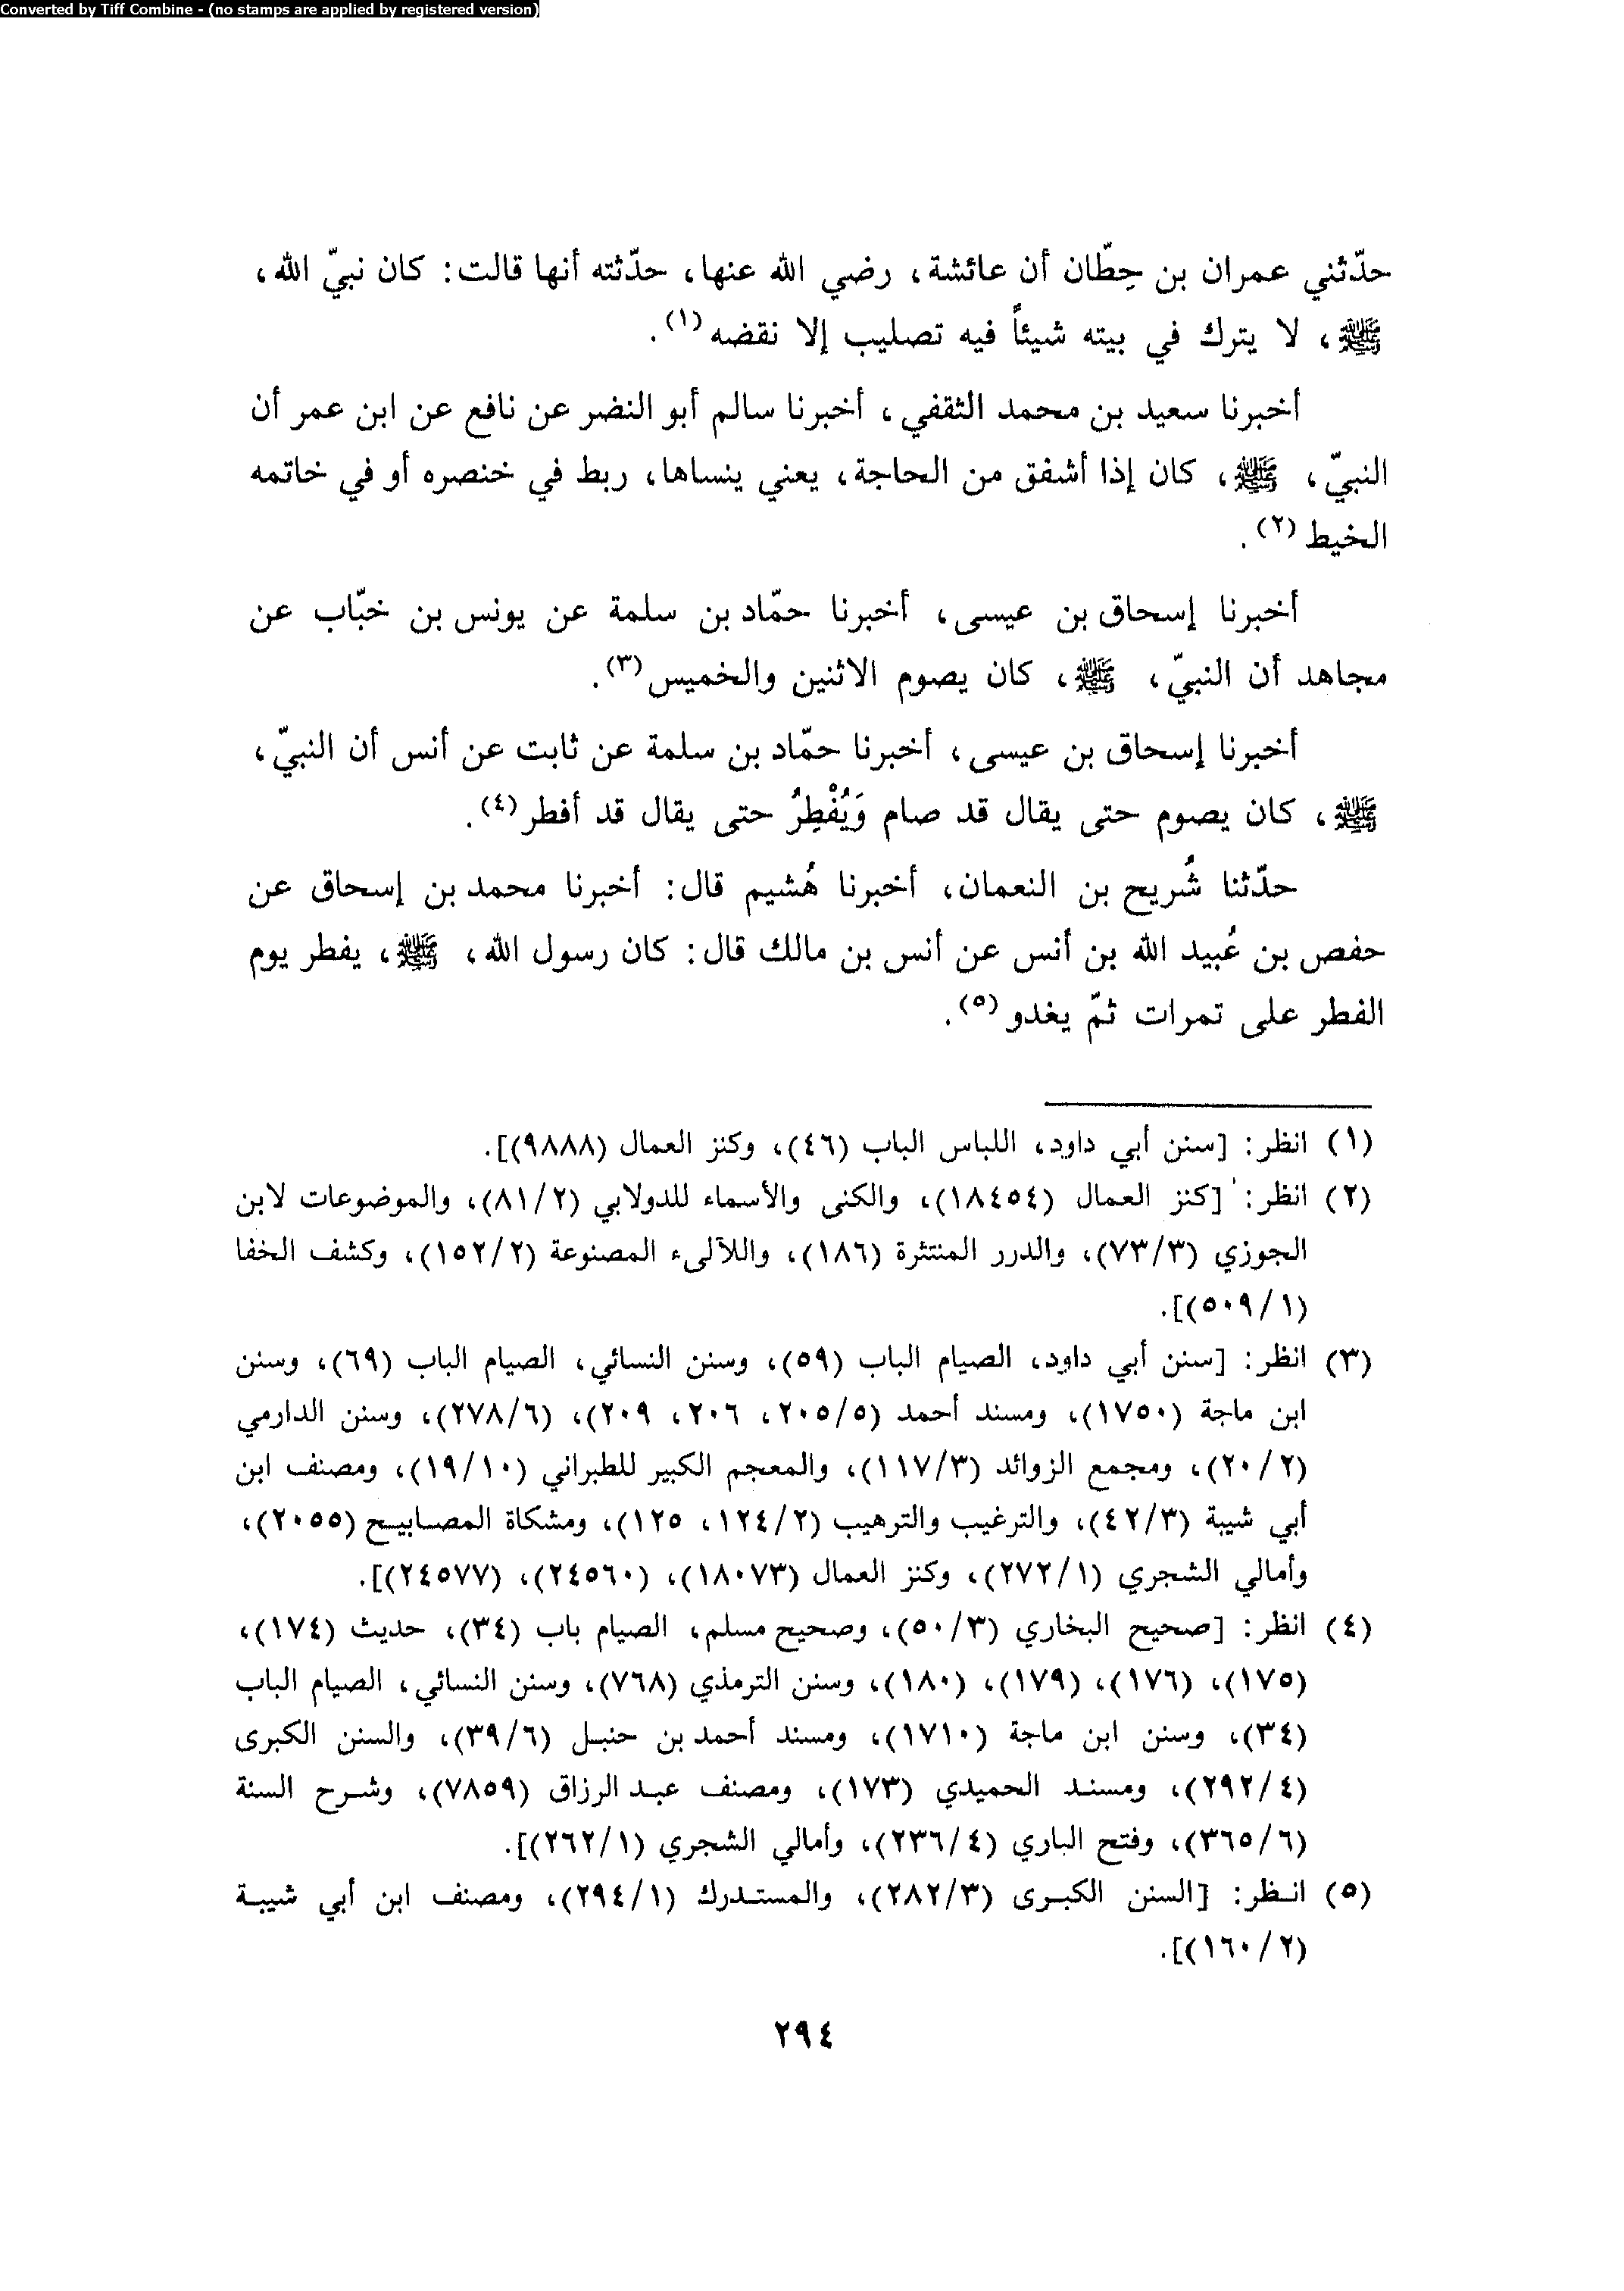 Converted by Tiff Combine - (no stamps are applied by registered version)
حدّثني عمران بن حِطّان أن عائشة، رضي الله عنها، حدّثته أنها قالت: كان نبيّ الله،
ﷺ، لا يترك في بيته شيئاً فيه تصليب إلا نقضه(١).
أخبرنا سعيد بن محمد الثقفي، أخبرنا سالم أبو النضر عن نافع عن ابن عمر أن
النبيّ، ﷺ، كان إذا أشفق من الحاجة، يعني ينساها، ربط في خنصره أو في خاتمه
الخيط(٢).
أخبرنا إسحاق بن عيسى، أخبرنا حمّاد بن سلمة عن يونس بن خبّاب عن
مجاهد أن النبيّ، ﷺ، كان يصوم الاثنين والخميس(٣).
أخبرنا إسحاق بن عيسى، أخبرنا حمّاد بن سلمة عن ثابت عن أنس أن النبيّ،
ﷺ، كان يصوم حتى يقال قد صام وَيُفْطِرُ حتى يقال قد أفطر(٤).
حدّثنا شُريح بن النعمان، أخبرنا هُشيم قال: أخبرنا محمد بن إسحاق عن
حفص بن عُبيد الله بن أنس عن أنس بن مالك قال: كان رسول الله، ﷺ، يفطر يوم
الفطر على تمرات ثمّ يغدو(٥).
(١) انظر: [سنن أبي داود، اللباس الباب (٤٦)، وكنز العمال (٩٨٨٨)].
(٢) انظر: [كنز العمال (١٨٤٥٤)، والكنى والأسماء للدولابي (٨١/٢)، والموضوعات لابن
الجوزي (٧٣/٣)، والدرر المنتثرة (١٨٦)، واللآلىء المصنوعة (١٥٢/٢)، وكشف الخفا
(٥٠٩/١)].
(٣) انظر: [سنن أبي داود، الصيام الباب (٥٩)، وسنن النسائي، الصيام الباب (٦٩)، وسنن
ابن ماجة (١٧٥٠)، ومسند أحمد (٢٠٥/٥، ٢٠٦، ٢٠٩)، (٢٧٨/٦)، وسنن الدارمي
(٢٠/٢)، ومجمع الزوائد (١١٧/٣)، والمعجم الكبير للطبراني (١٩/١٠)، ومصنف ابن
أبي شيبة (٤٢/٣)، والترغيب والترهيب (١٢٤/٢، ١٢٥)، ومشكاة المصابيح (٢٠٥٥)،
وأمالي الشجري (٢٧٢/١)، وكنز العمال (١٨٠٧٣)، (٢٤٥٦٠)، (٢٤٥٧٧)].
(٤) انظر: [صحيح البخاري (٥٠/٣)، وصحيح مسلم، الصيام باب (٣٤)، حديث (١٧٤)،
(١٧٥)، (١٧٦)، (١٧٩)، (١٨٠)، وسنن الترمذي (٧٦٨)، وسنن النسائي، الصيام الباب
(٣٤)، وسنن ابن ماجة (١٧١٠)، ومسند أحمد بن حنبل (٣٩/٦)، والسنن الكبرى
(٢٩٢/٤)، ومسند الحميدي (١٧٣)، ومصنف عبد الرزاق (٧٨٥٩)، وشرح السنة
(٣٦٥/٦)، وفتح الباري (٢٣٦/٤)، وأمالي الشجري (٢٦٢/١)].
(٥) انظر: [السنن الكبرى (٢٨٢/٣)، والمستدرك (٢٩٤/١)، ومصنف ابن أبي شيبة
(١٦٠/٢)].
٢٩٤